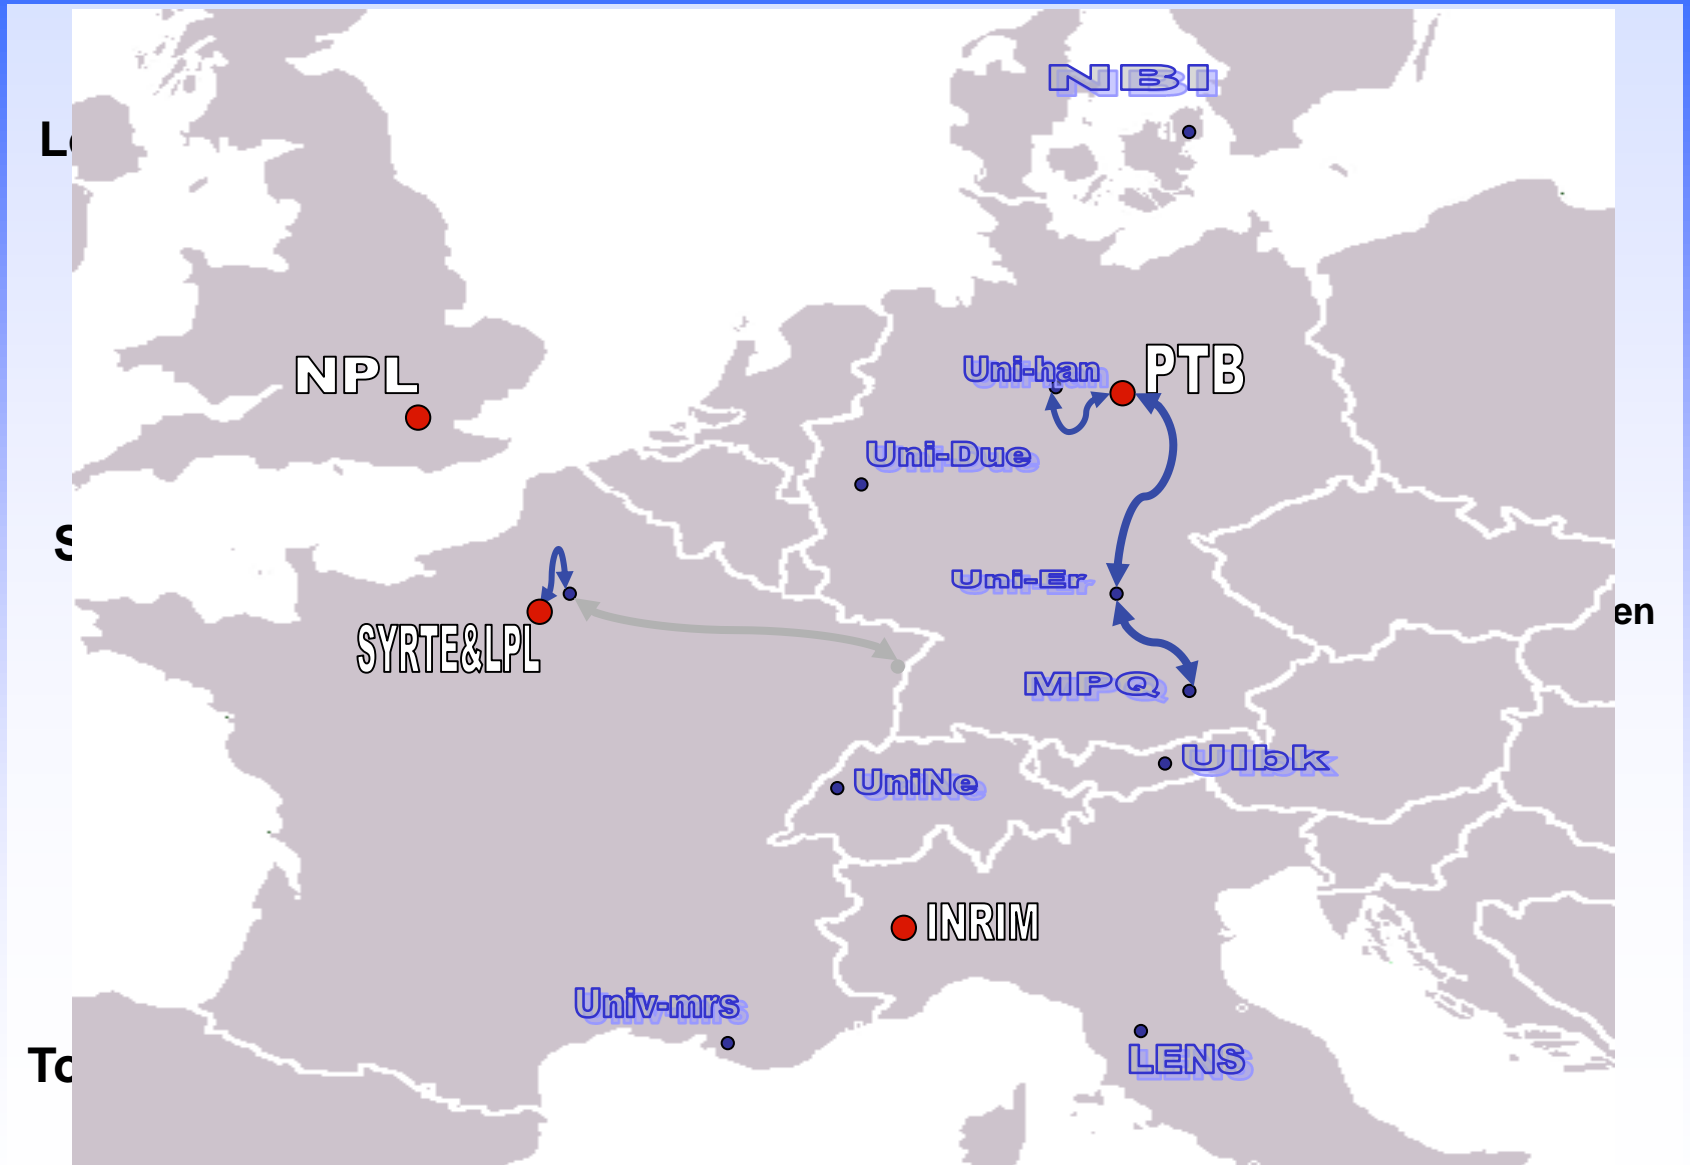 NBI
NPL
Uni-han
PTB
Uni-Due
Uni-Er
en
SYRTE&LPL
MPQ
UIbk
UniNe
INRIM
Univ-mrs
LENS
To